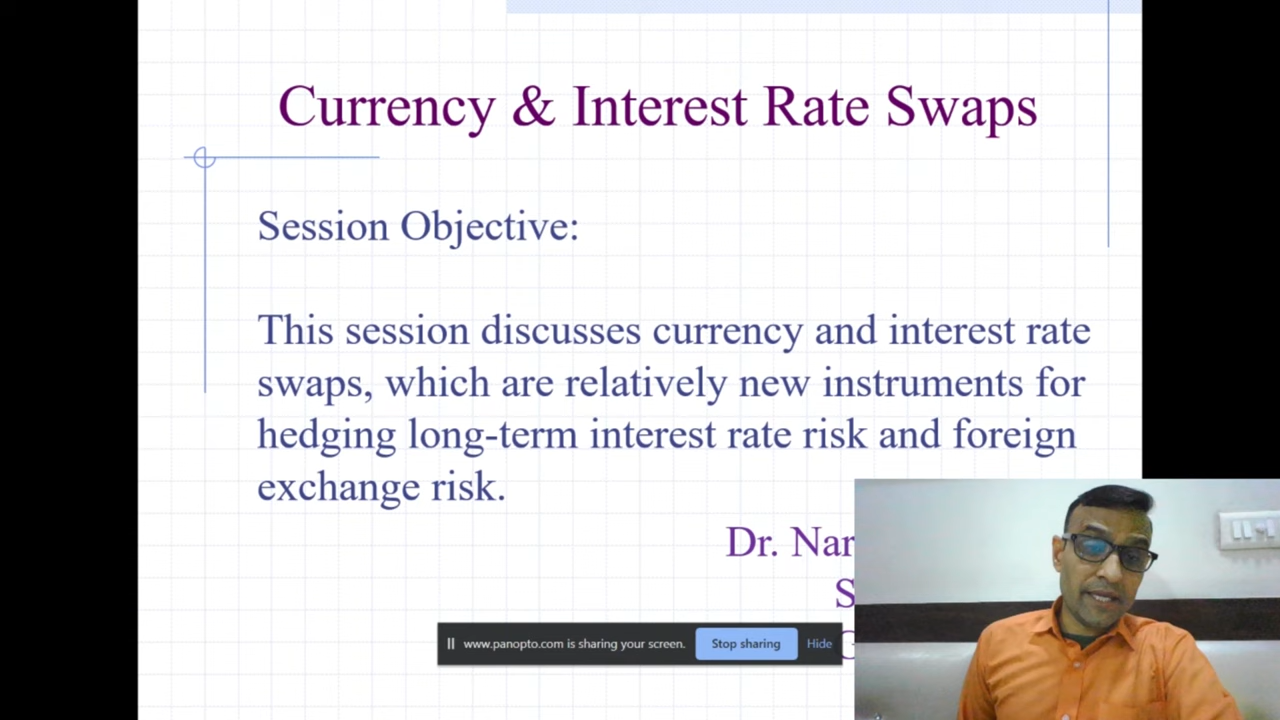 Currency & Interest Rate Swaps
Session Objective:
This session discusses currency and interest rate
swaps, which are relatively new instruments for
hedging long-term interest rate risk and foreign
exchange risk.
Dr. Nar
S
www.panopto.com is sharing your screen. Stop sharing Hide